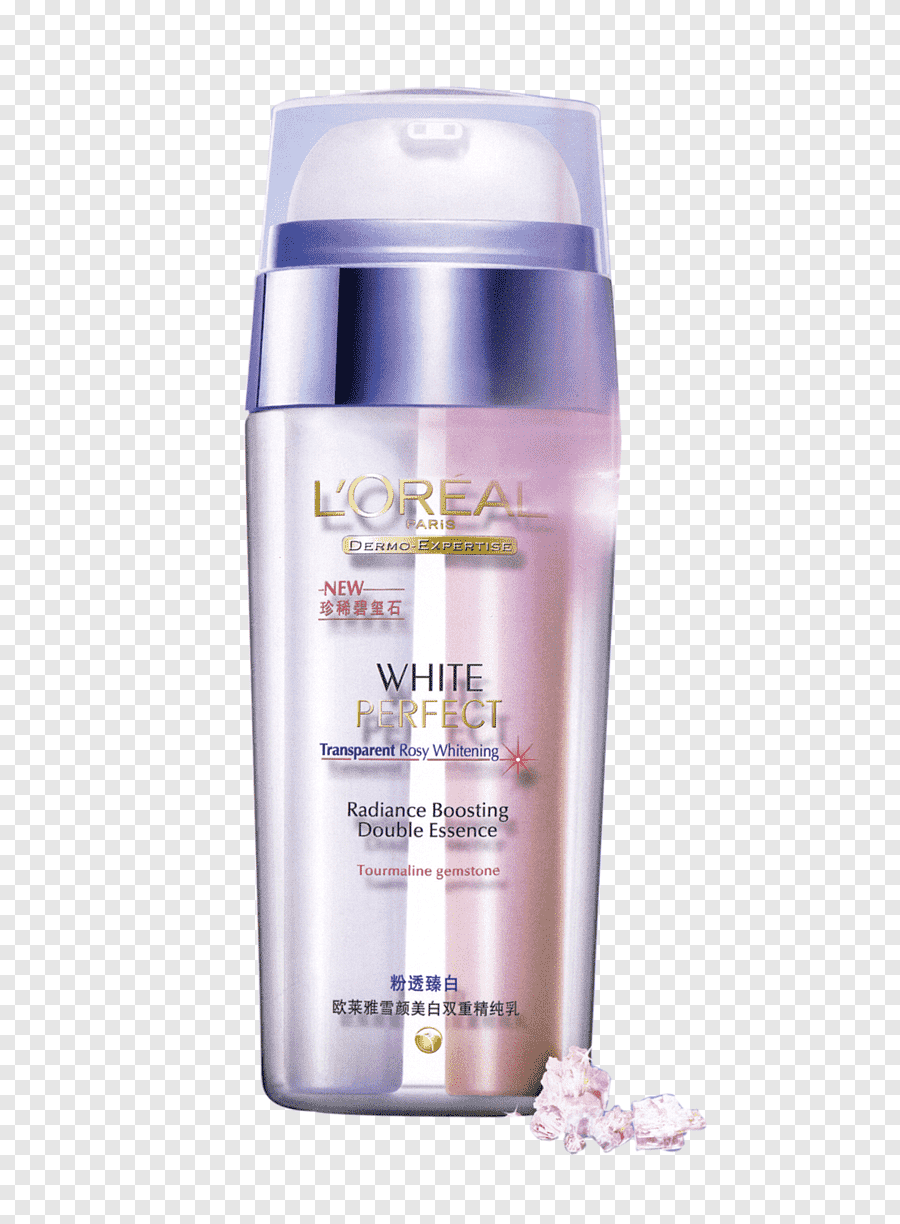 L'ORÉAL
PARIS
DERMO-EXPERTISE
NEW
珍稀碧玺石
WHITE
PERFECT
Transparent Rosy Whitening
Radiance Boosting
Double Essence
Tourmaline gemstone
粉透臻白
欧莱雅雪颜美白双重精纯乳